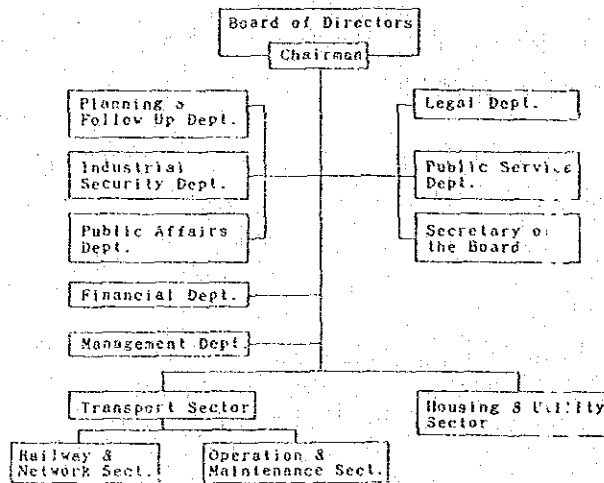 Board of Directors
Chairman
Planning &
Follow Up Dept.
Legal Dept.
Industrial
Security Dept.
Public Service
Dept.
Public Affairs
Dept.
Secretary of
the Board
Financial Dept.
Management Dept
Transport Sector
Housing & Utility
Sector
Railway &
Network Sect.
Operation &
Maintenance Sect.